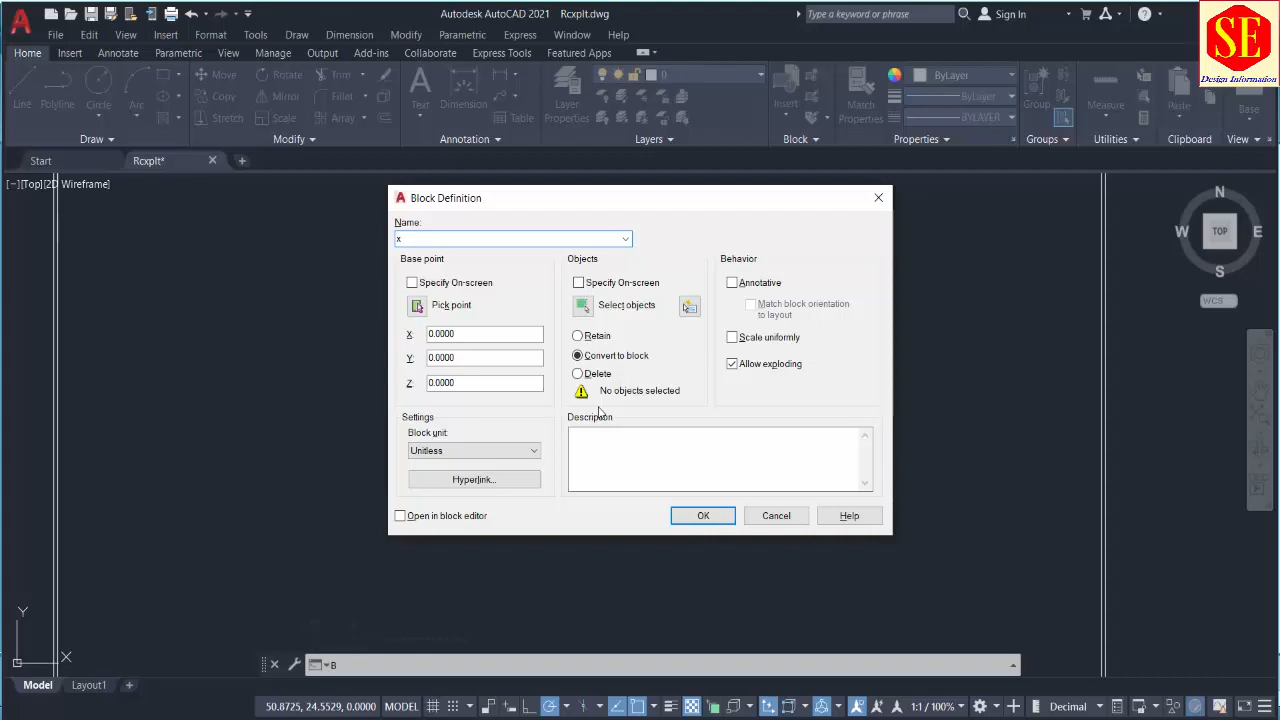 Autodesk AutoCAD 2021 RcxpIt.dwg
Type a keyword or phrase
Sign In
SE
Design Information
File Edit View Insert Format Tools Draw Dimension Modify Parametric Express Window Help
Home Insert Annotate Parametric View Manage Output Add-ins Collaborate Express Tools Featured Apps
Line Polyline Circle Arc
Move Rotate Trim
Copy Mirror Fillet
Stretch Scale Array
Text Dimension Table
Layer Properties
0
Insert
Match Properties
ByLayer
ByLayer
BYLAYER
Group
Measure
Paste
Base
Draw Modify Annotation Layers Block Properties Groups Utilities Clipboard View
Start RcxpIt*
[−][Top][2D Wireframe]
N
W TOP E
S
WCS
Block Definition
Name:
x
Base point
Specify On-screen
Pick point
X: 0.0000
Y: 0.0000
Z: 0.0000
Objects
Specify On-screen
Select objects
Retain
Convert to block
Delete
No objects selected
Behavior
Annotative
Match block orientation
to layout
Scale uniformly
Allow exploding
Settings
Block unit:
Unitless
Hyperlink...
Description
Open in block editor
OK Cancel Help
Y
X
B
Model Layout1
50.8725, 24.5529, 0.0000 MODEL 1:1 / 100% Decimal